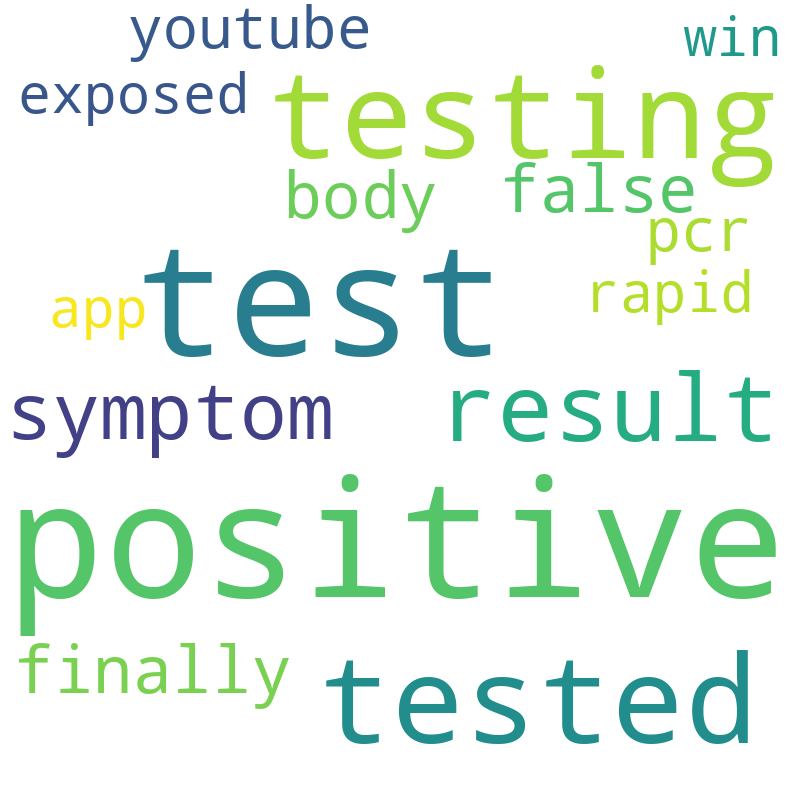 youtube win
exposed testing
body false
pcr
app test rapid
symptom result
positive
finally tested